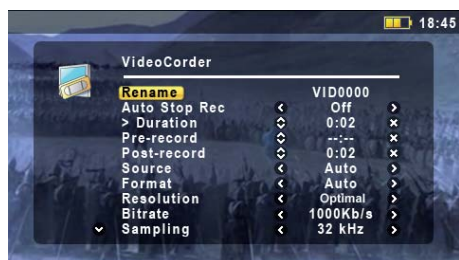 18:45
VideoCorder
Rename VID0000
Auto Stop Rec Off
> Duration 0:02
Pre-record --:--
Post-record 0:02
Source Auto
Format Auto
Resolution Optimal
Bitrate 1000Kb/s
Sampling 32 kHz